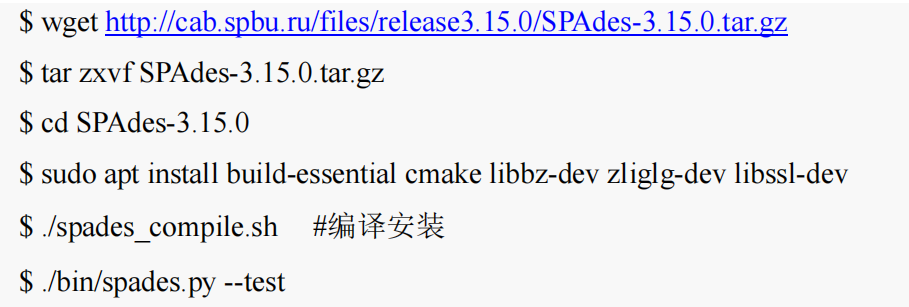 $ wget http://cab.spbu.ru/files/release3.15.0/SPAdes-3.15.0.tar.gz
$ tar zxvf SPAdes-3.15.0.tar.gz
$ cd SPAdes-3.15.0
$ sudo apt install build-essential cmake libbz-dev zliglg-dev libssl-dev
$ ./spades_compile.sh #编译安装
$ ./bin/spades.py --test